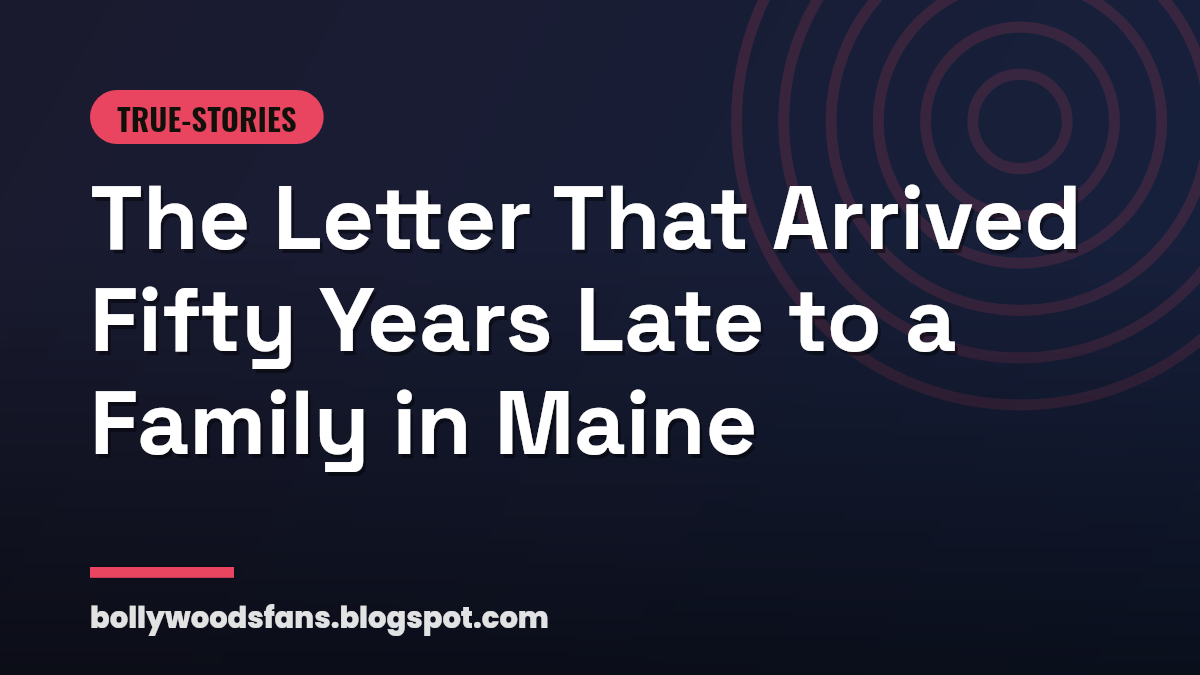 TRUE-STORIES
The Letter That Arrived
Fifty Years Late to a
Family in Maine
bollywoodsfans.blogspot.com